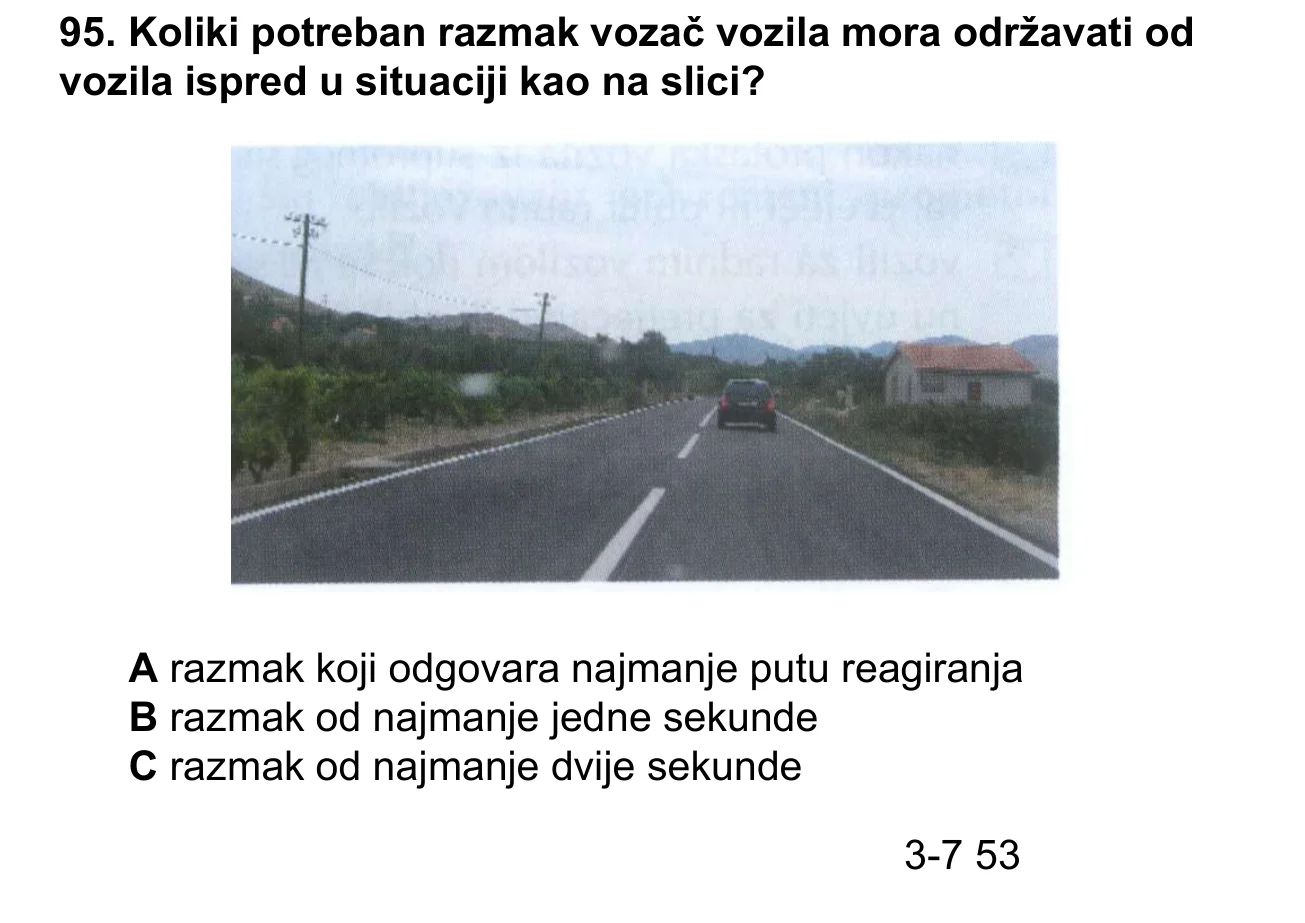 95. Koliki potreban razmak vozač vozila mora održavati od
vozila ispred u situaciji kao na slici?
A razmak koji odgovara najmanje putu reagiranja
B razmak od najmanje jedne sekunde
C razmak od najmanje dvije sekunde
3-7 53